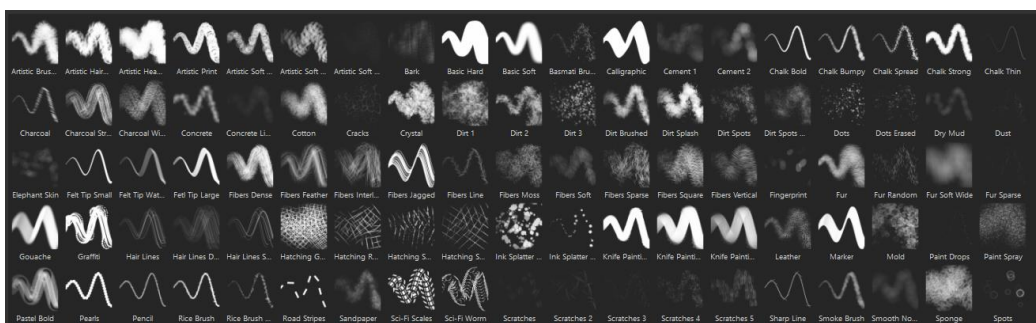 Artistic Brus... Artistic Hair... Artistic Hea... Artistic Print Artistic Soft ... Artistic Soft ... Artistic Soft ... Bark Basic Hard Basic Soft Basmati Bru... Calligraphic Cement 1 Cement 2 Chalk Bold Chalk Bumpy Chalk Spread Chalk Strong Chalk Thin
Charcoal Charcoal Str... Charcoal Wi... Concrete Concrete Li... Cotton Cracks Crystal Dirt 1 Dirt 2 Dirt 3 Dirt Brushed Dirt Splash Dirt Spots Dirt Spots ... Dots Dots Erased Dry Mud Dust
Elephant Skin Felt Tip Small Felt Tip Wat... Fetl Tip Large Fibers Dense Fibers Feather Fibers Interl... Fibers Jagged Fibers Line Fibers Moss Fibers Soft Fibers Sparse Fibers Square Fibers Vertical Fingerprint Fur Fur Random Fur Soft Wide Fur Sparse
Gouache Graffiti Hair Lines Hair Lines D... Hair Lines S... Hatching G... Hatching R... Hatching S... Hatching S... Ink Splatter ... Ink Splatter ... Knife Painti... Knife Painti... Knife Painti... Leather Marker Mold Paint Drops Paint Spray
Pastel Bold Pearls Pencil Rice Brush Rice Brush ... Road Stripes Sandpaper Sci-Fi Scales Sci-Fi Worm Scratches Scratches 2 Scratches 3 Scratches 4 Scratches 5 Sharp Line Smoke Brush Smooth No... Sponge Spots